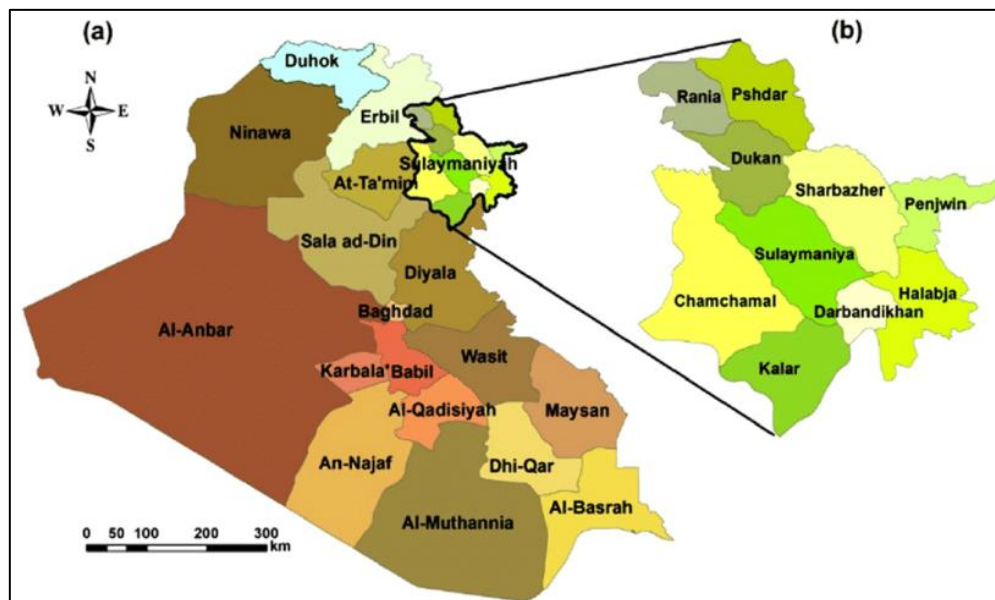 (a)
(b)
N
W E
S
Duhok
Erbil
Ninawa
Sulaymaniyah
At-Ta'mim
Sala ad-Din
Diyala
Baghdad
Al-Anbar
Wasit
Karbala'
Babil
Al-Qadisiyah
Maysan
An-Najaf
Dhi-Qar
Al-Basrah
Al-Muthannia
0 50 100 200 300
km
Rania
Pshdar
Dukan
Sharbazher
Penjwin
Sulaymaniya
Halabja
Chamchamal
Darbandikhan
Kalar